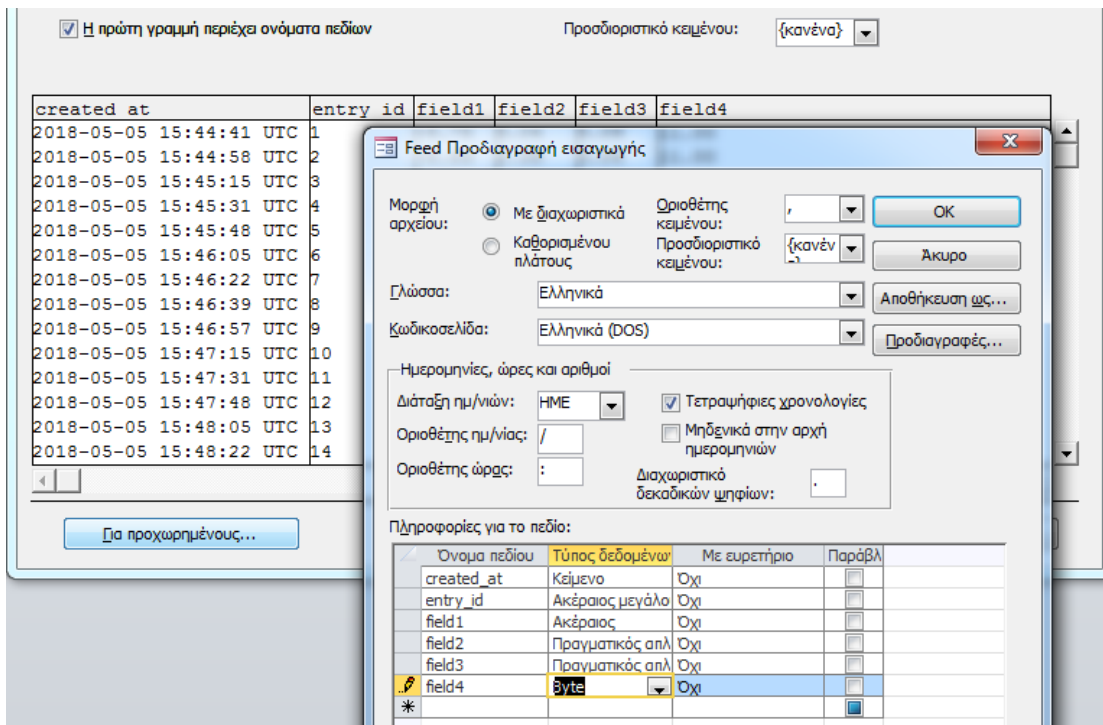 Η πρώτη γραμμή περιέχει ονόματα πεδίων
Προσδιοριστικό κειμένου: {κανένα}
created_at entry_id field1 field2 field3 field4
2018-05-05 15:44:41 UTC 1
2018-05-05 15:44:58 UTC 2
2018-05-05 15:45:15 UTC 3
2018-05-05 15:45:31 UTC 4
2018-05-05 15:45:48 UTC 5
2018-05-05 15:46:05 UTC 6
2018-05-05 15:46:22 UTC 7
2018-05-05 15:46:39 UTC 8
2018-05-05 15:46:57 UTC 9
2018-05-05 15:47:15 UTC 10
2018-05-05 15:47:31 UTC 11
2018-05-05 15:47:48 UTC 12
2018-05-05 15:48:05 UTC 13
2018-05-05 15:48:22 UTC 14
Για προχωρημένους...
Feed Προδιαγραφή εισαγωγής
Μορφή αρχείου:
Με διαχωριστικά
Καθορισμένου πλάτους
Οριοθέτης κειμένου: ,
Προσδιοριστικό κειμένου: {κανέν
OK
Άκυρο
Αποθήκευση ως...
Προδιαγραφές...
Γλώσσα: Ελληνικά
Κωδικοσελίδα: Ελληνικά (DOS)
Ημερομηνίες, ώρες και αριθμοί
Διάταξη ημ/νιών: ΗΜΕ
Τετραψήφιες χρονολογίες
Οριοθέτης ημ/νίας: /
Μηδενικά στην αρχή ημερομηνιών
Οριοθέτης ώρας: :
Διαχωριστικό δεκαδικών ψηφίων: .
Πληροφορίες για το πεδίο:
Όνομα πεδίου Τύπος δεδομένω Με ευρετήριο Παράβλ
created_at Κείμενο Όχι
entry_id Ακέραιος μεγάλο Όχι
field1 Ακέραιος Όχι
field2 Πραγματικός απλ Όχι
field3 Πραγματικός απλ Όχι
field4 Byte Όχι